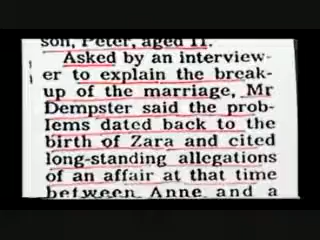 son, Peter, aged 11.
Asked by an interview-
er to explain the break-
up of the marriage, Mr
Dempster said the prob-
lems dated back to the
birth of Zara and cited
long-standing allegations
of an affair at that time
between Anne and a